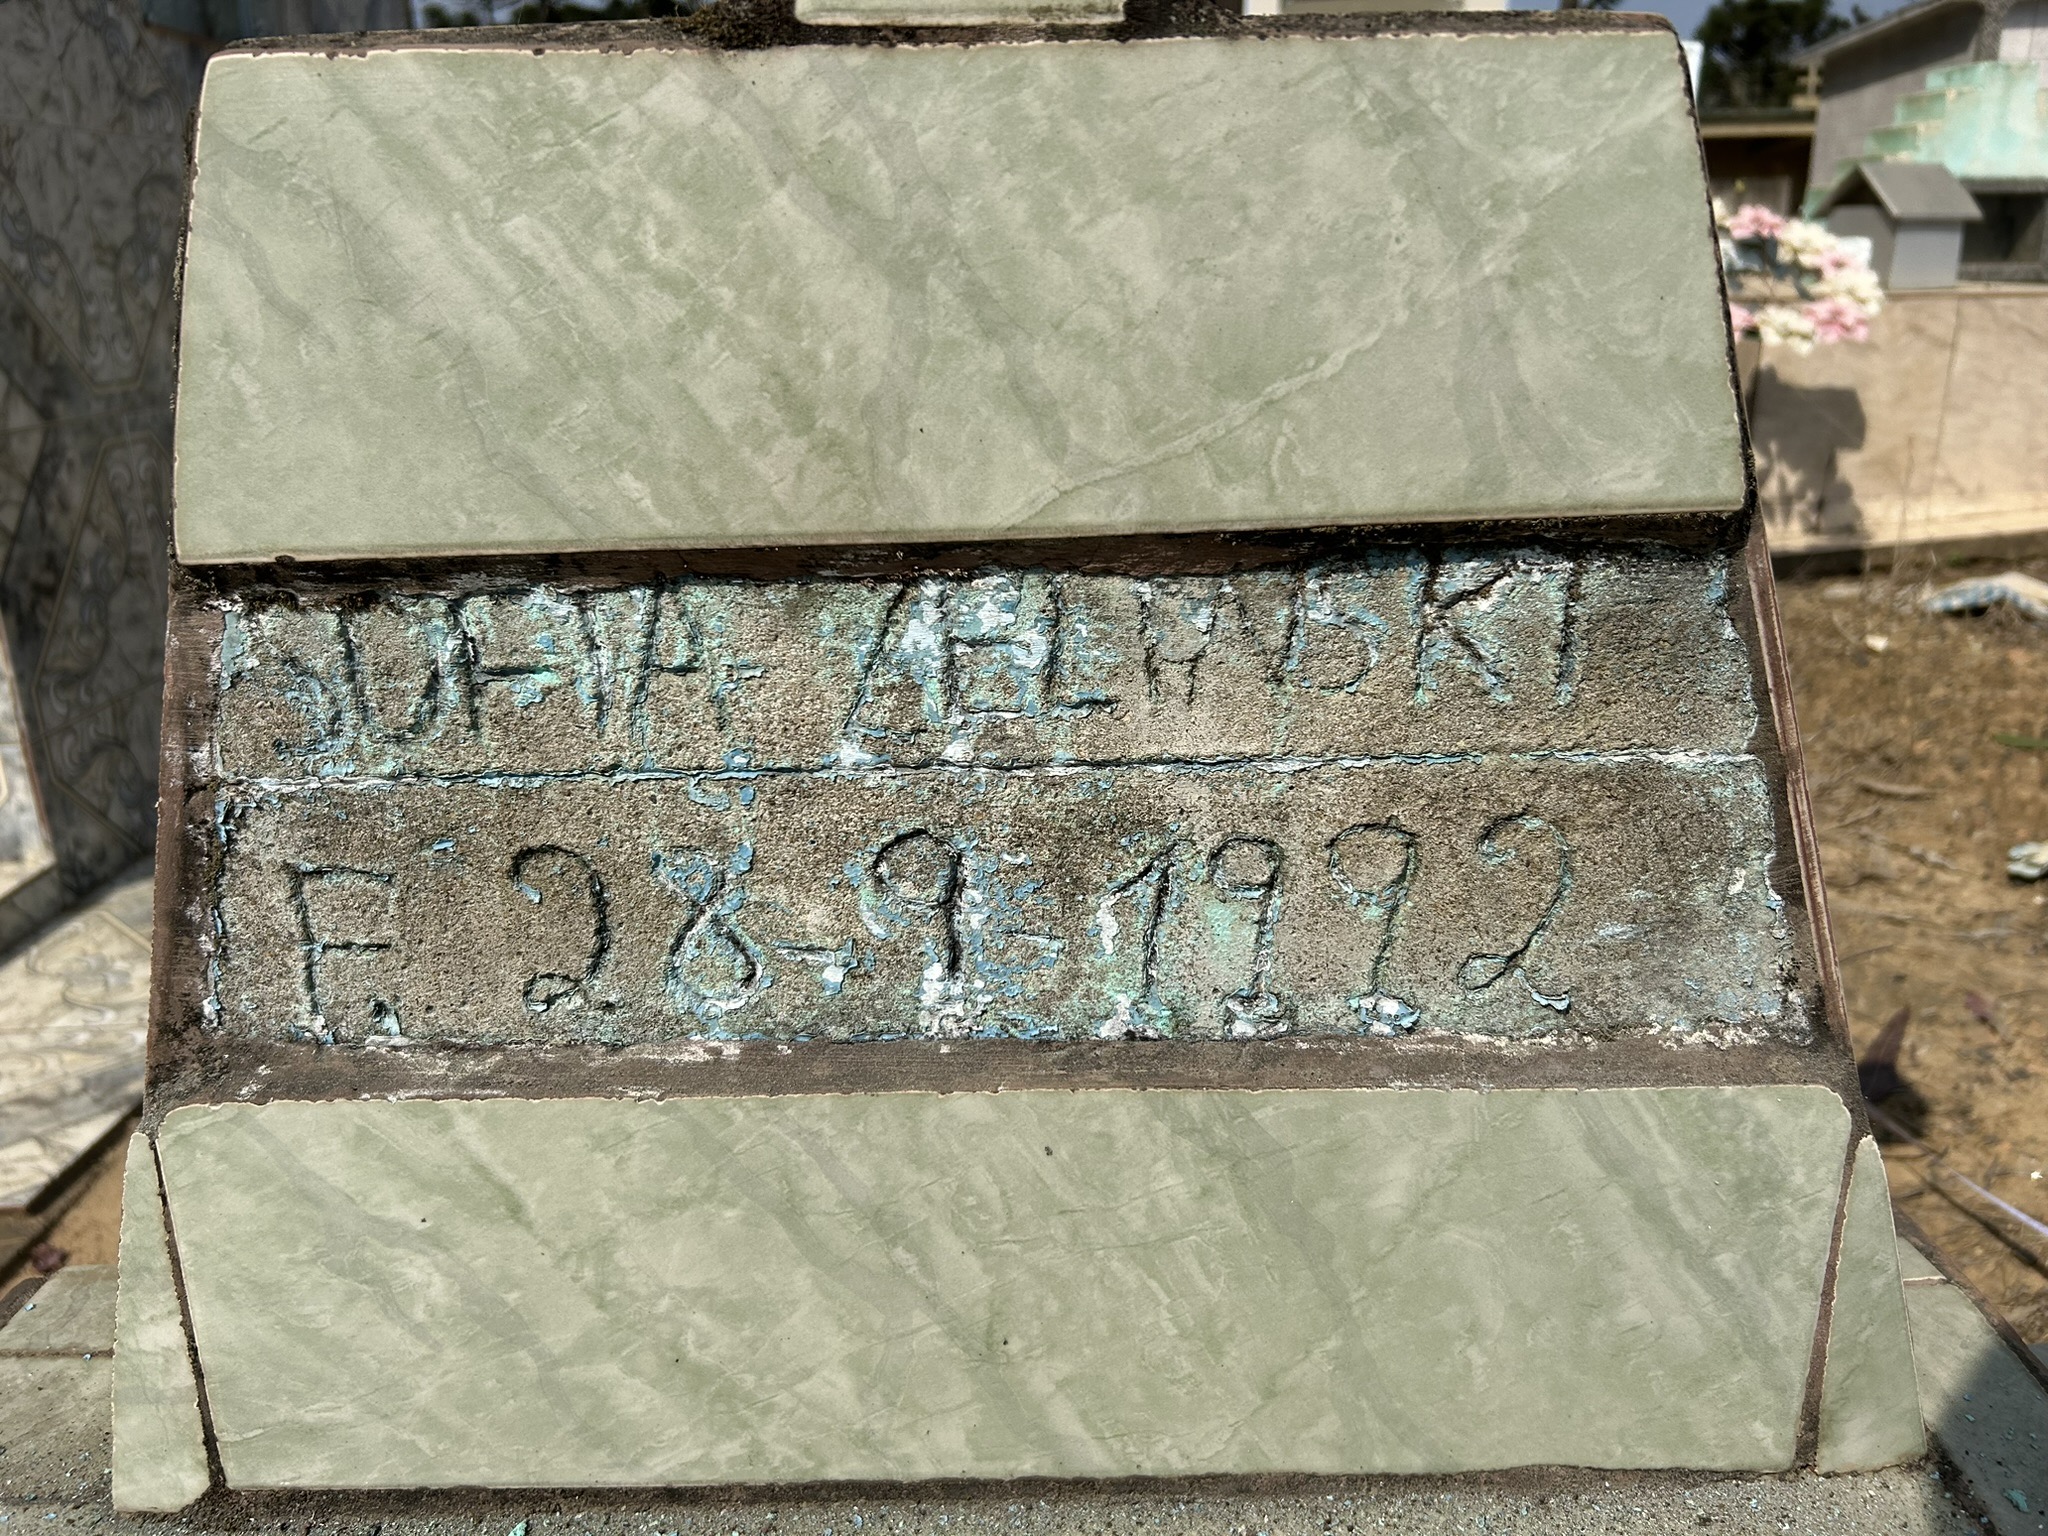 SOFIA ZELINSKI
F. 28-9-1992